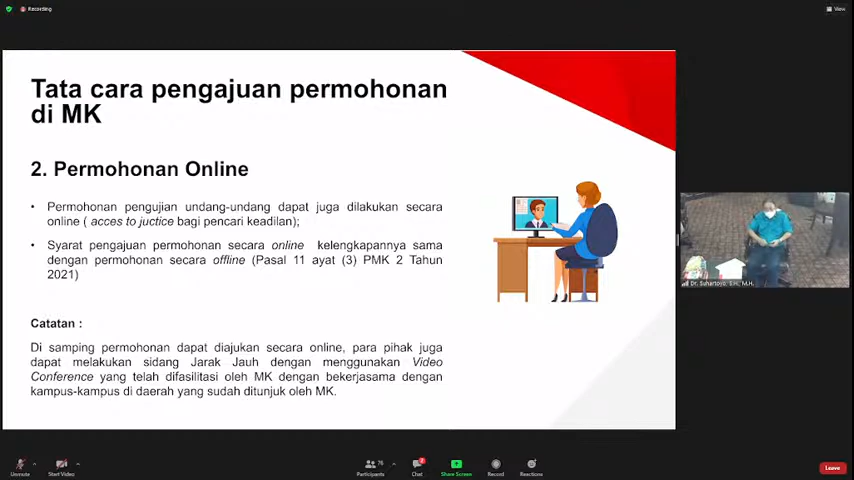 Recording
View
Tata cara pengajuan permohonan
di MK
2. Permohonan Online
• Permohonan pengujian undang-undang dapat juga dilakukan secara
online ( acces to juctice bagi pencari keadilan);
• Syarat pengajuan permohonan secara online kelengkapannya sama
dengan permohonan secara offline (Pasal 11 ayat (3) PMK 2 Tahun
2021)
Catatan :
Di samping permohonan dapat diajukan secara online, para pihak juga
dapat melakukan sidang Jarak Jauh dengan menggunakan Video
Conference yang telah difasilitasi oleh MK dengan bekerjasama dengan
kampus-kampus di daerah yang sudah ditunjuk oleh MK.
Dr. Suhartoyo, S.H., M.H.
Unmute
Start Video
Participants
76
Chat
2
Share Screen
Record
Reactions
Leave